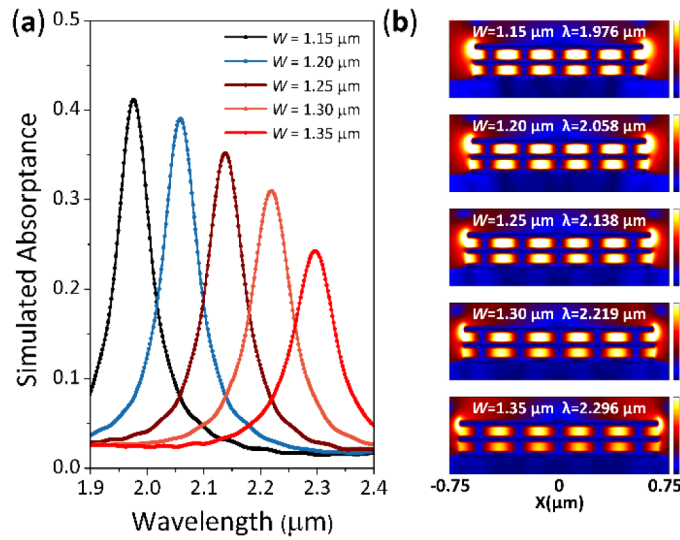 (a)
W = 1.15 μm
W = 1.20 μm
W = 1.25 μm
W = 1.30 μm
W = 1.35 μm
0.5
0.4
0.3
0.2
0.1
0.0
Simulated Absorptance
1.9 2.0 2.1 2.2 2.3 2.4
Wavelength (μm)
(b)
W=1.15 μm λ=1.976 μm
W=1.20 μm λ=2.058 μm
W=1.25 μm λ=2.138 μm
W=1.30 μm λ=2.219 μm
W=1.35 μm λ=2.296 μm
-0.75 0 0.75
X(μm)